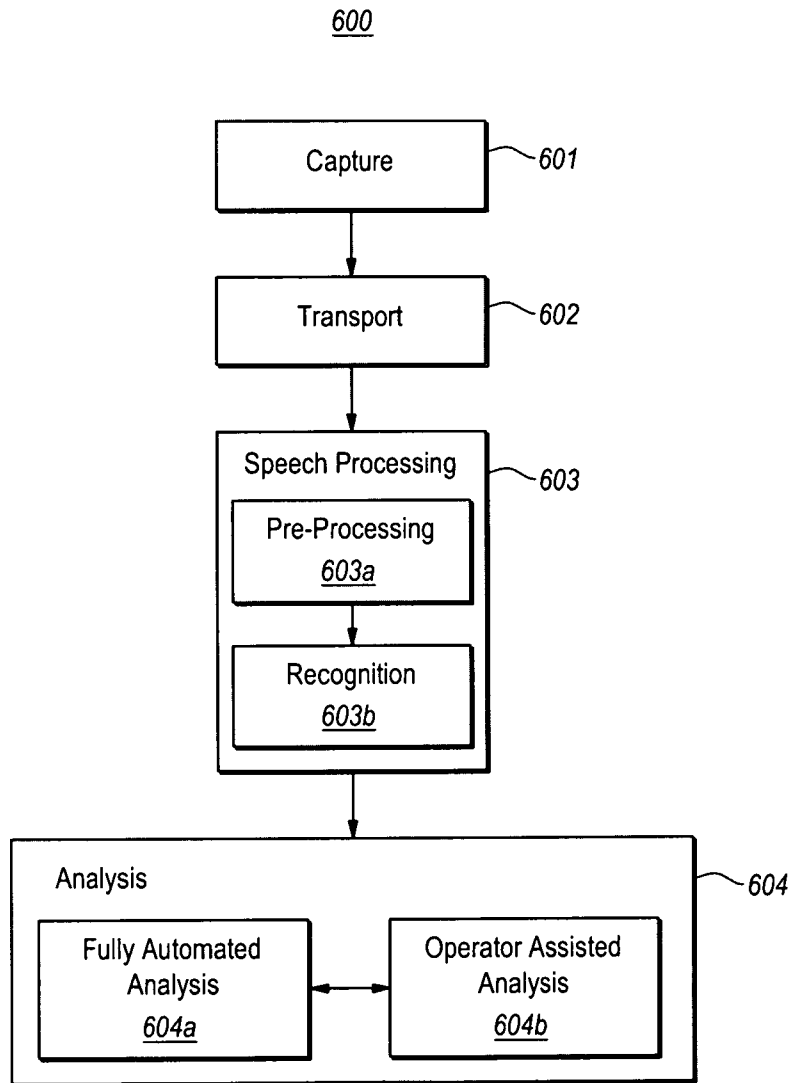 600
Capture
601
Transport
602
Speech Processing
603
Pre-Processing
603a
Recognition
603b
Analysis
604
Fully Automated
Analysis
604a
Operator Assisted
Analysis
604b